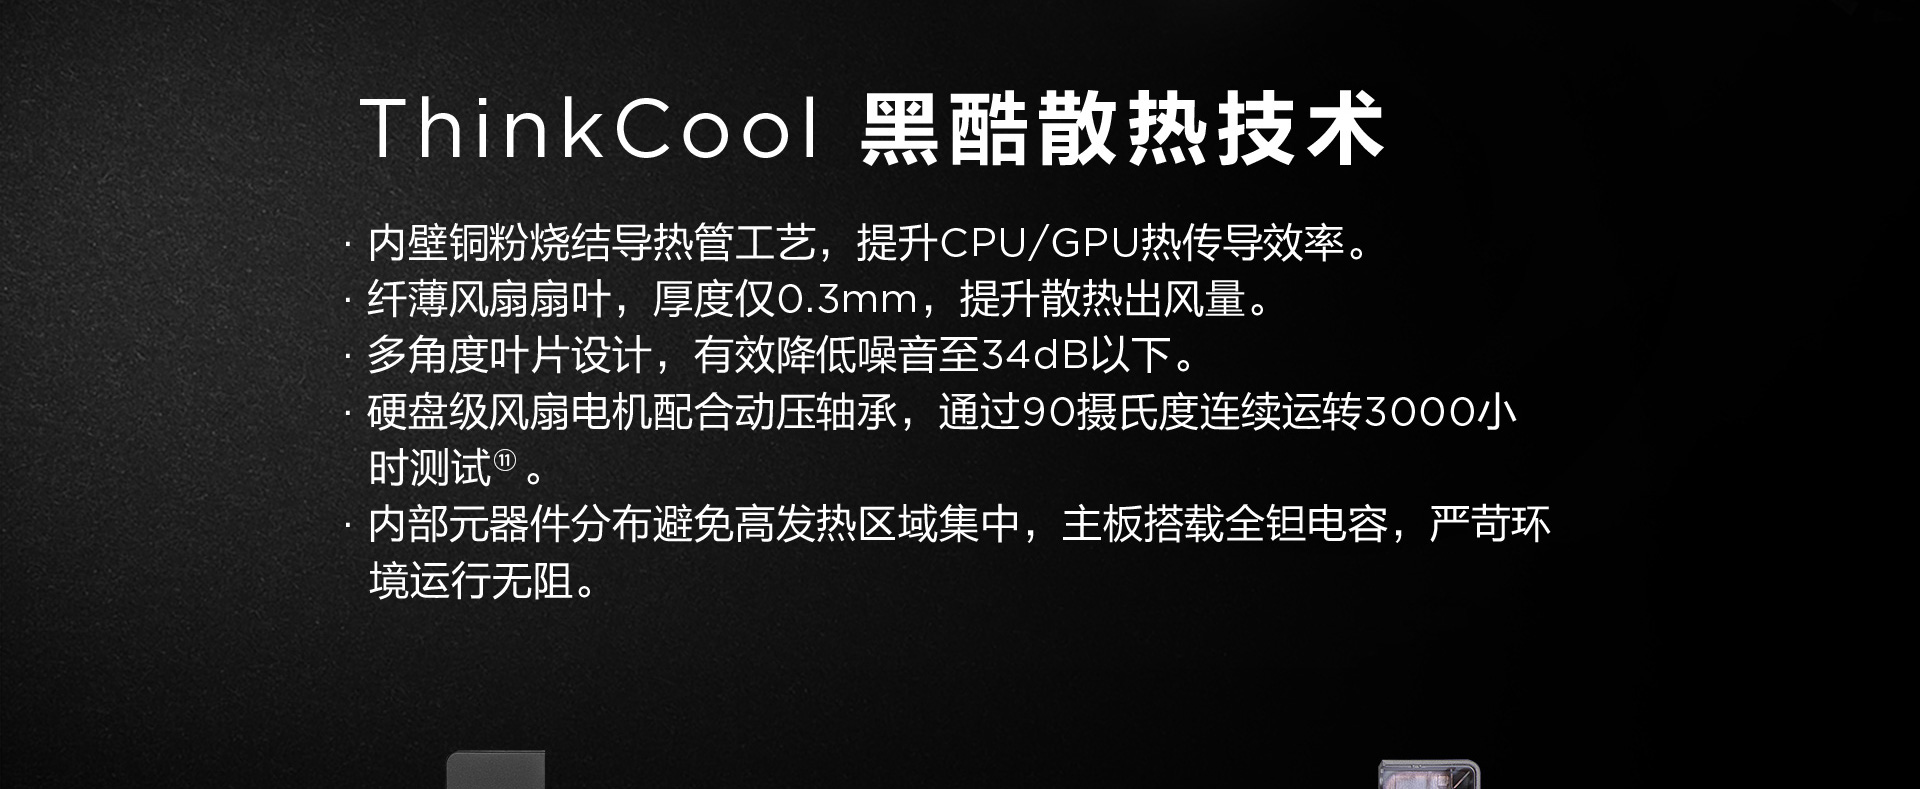 ThinkCool 黑酷散热技术
· 内壁铜粉烧结导热管工艺，提升CPU/GPU热传导效率。
· 纤薄风扇扇叶，厚度仅0.3mm，提升散热出风量。
· 多角度叶片设计，有效降低噪音至34dB以下。
· 硬盘级风扇电机配合动压轴承，通过90摄氏度连续运转3000小
时测试⑪。
· 内部元器件分布避免高发热区域集中，主板搭载全钽电容，严苛环
境运行无阻。